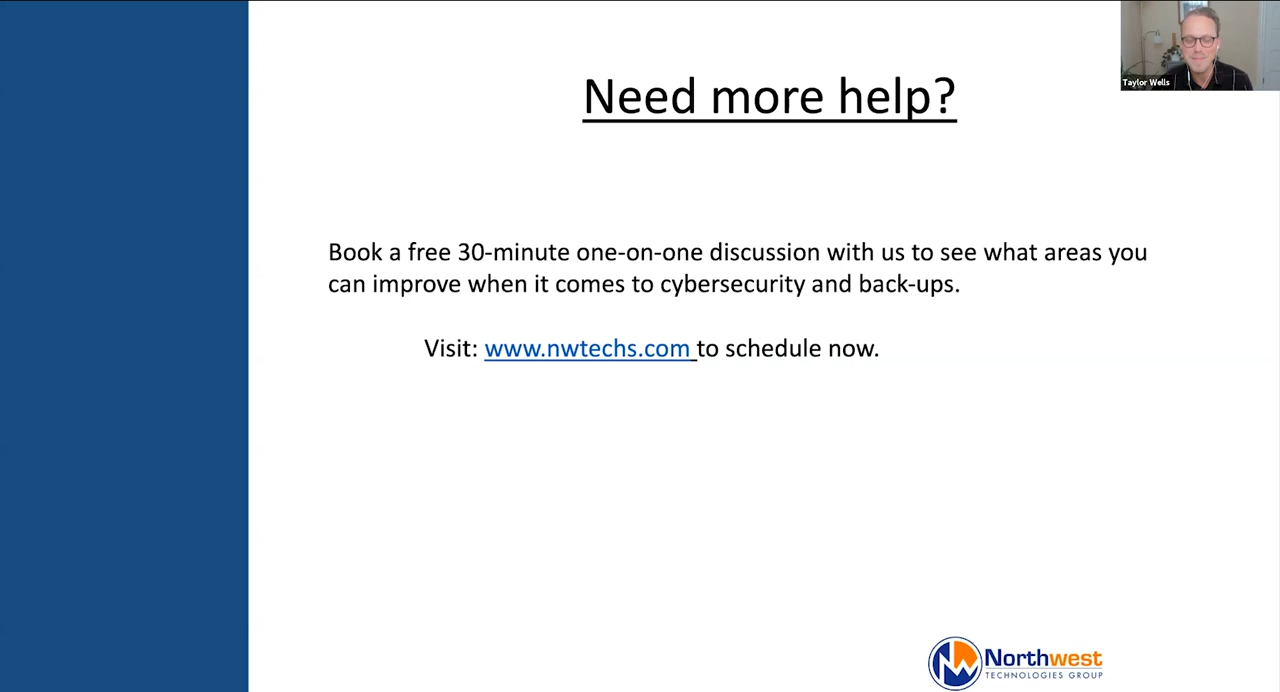 Need more help?
Taylor Wells
Book a free 30-minute one-on-one discussion with us to see what areas you
can improve when it comes to cybersecurity and back-ups.
Visit: www.nwtechs.com to schedule now.
NW Northwest
TECHNOLOGIES GROUP